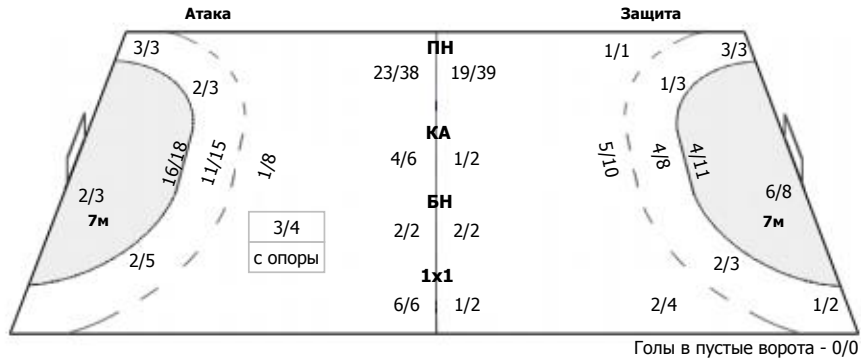 Атака Защита
3/3 ПН 1/1 3/3
23/38 19/39
2/3 1/3
КА
16/18 11/15 1/8 4/6 1/2 5/10 4/8 4/11
2/3 6/8
7м 7м
БН
3/4 2/2 2/2
с опоры
2/5 2/3
1x1
6/6 1/2 2/4 1/2
Голы в пустые ворота - 0/0